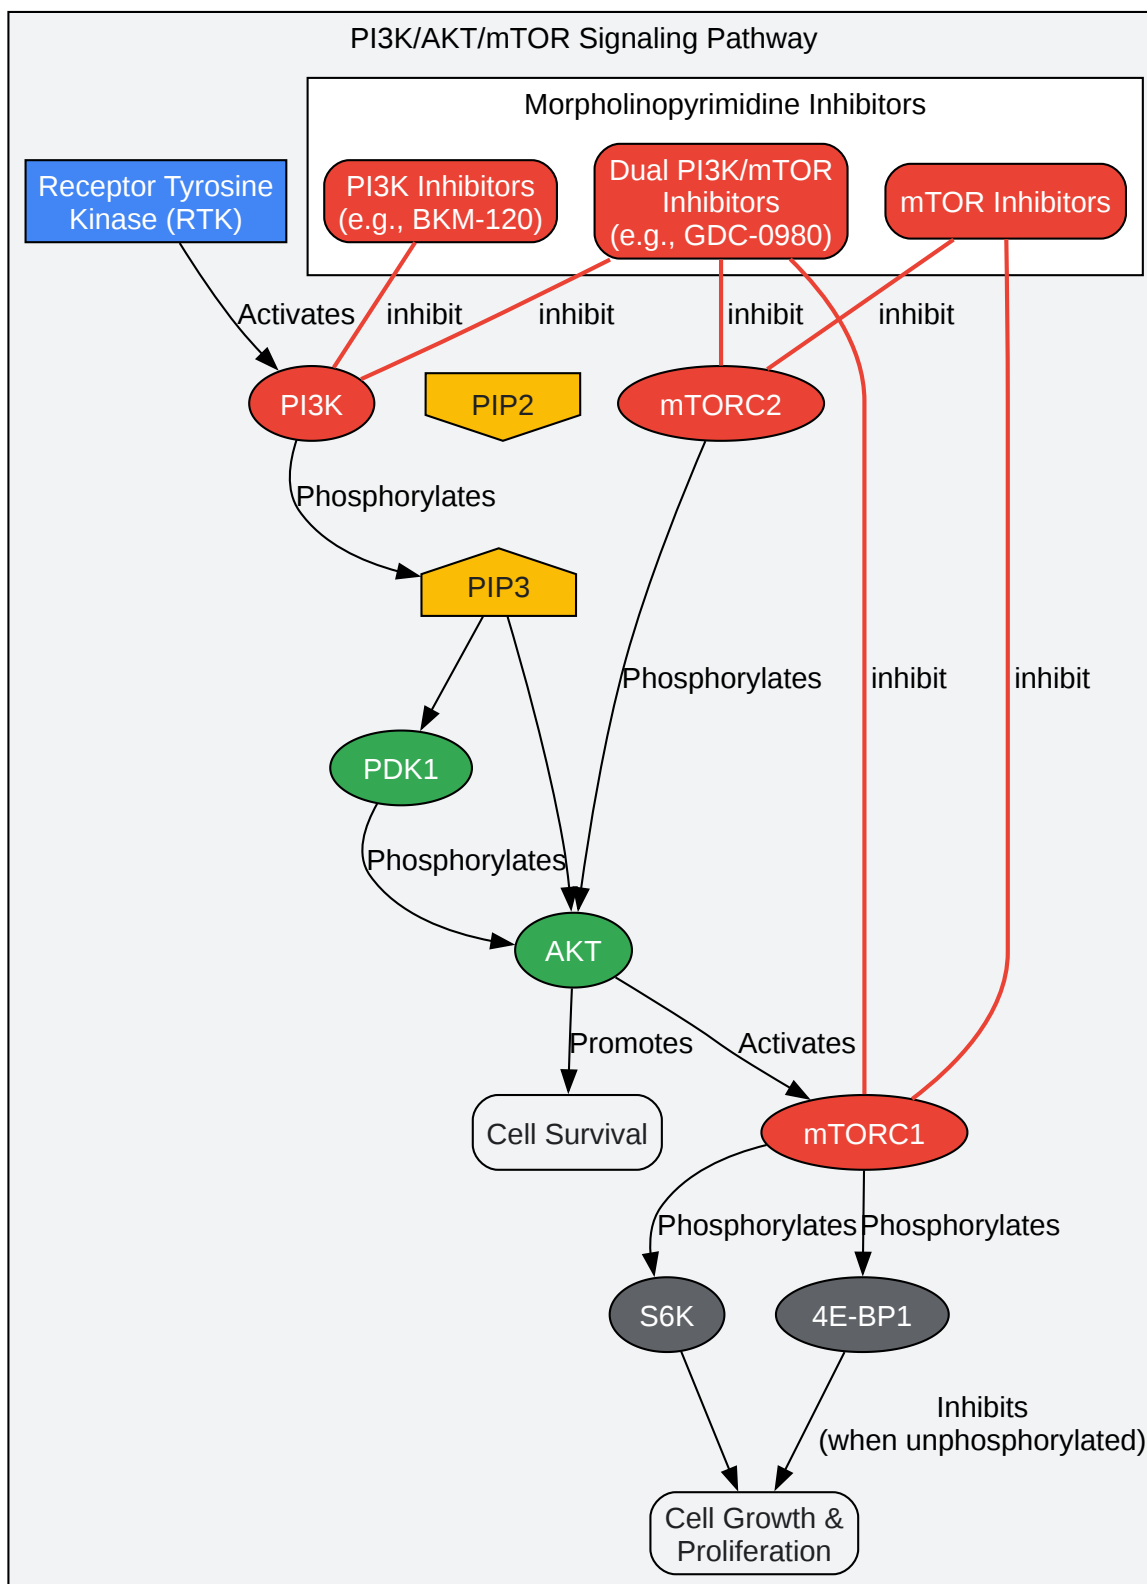 PI3K/AKT/mTOR Signaling Pathway
Morpholinopyrimidine Inhibitors
Receptor Tyrosine
Kinase (RTK)
PI3K Inhibitors
(e.g., BKM-120)
Dual PI3K/mTOR
Inhibitors
(e.g., GDC-0980)
mTOR Inhibitors
Activates
inhibit
inhibit
inhibit
inhibit
PI3K
PIP2
mTORC2
Phosphorylates
PIP3
Phosphorylates
inhibit
inhibit
PDK1
Phosphorylates
AKT
Promotes
Activates
Cell Survival
mTORC1
Phosphorylates
Phosphorylates
S6K
4E-BP1
Inhibits
(when unphosphorylated)
Cell Growth &
Proliferation